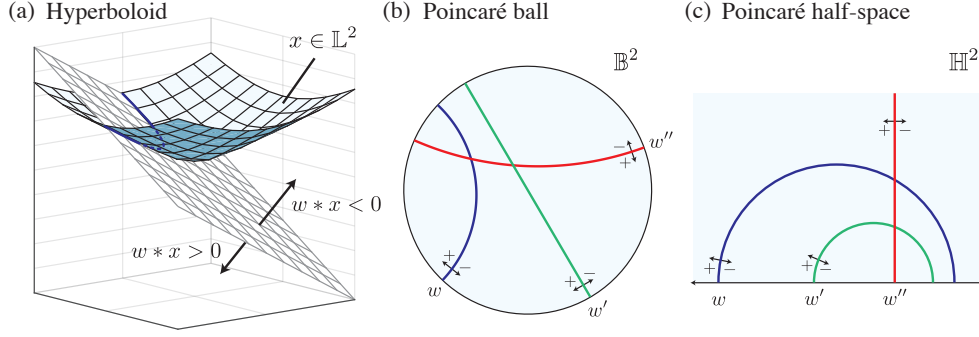 (a) Hyperboloid
(b) Poincaré ball
(c) Poincaré half-space
x ∈ 𝕃²
w * x < 0
w * x > 0
𝔹²
w''
−
+
+
−
w
+
−
w'
ℍ²
+ −
+ −
+ −
w
w'
w''